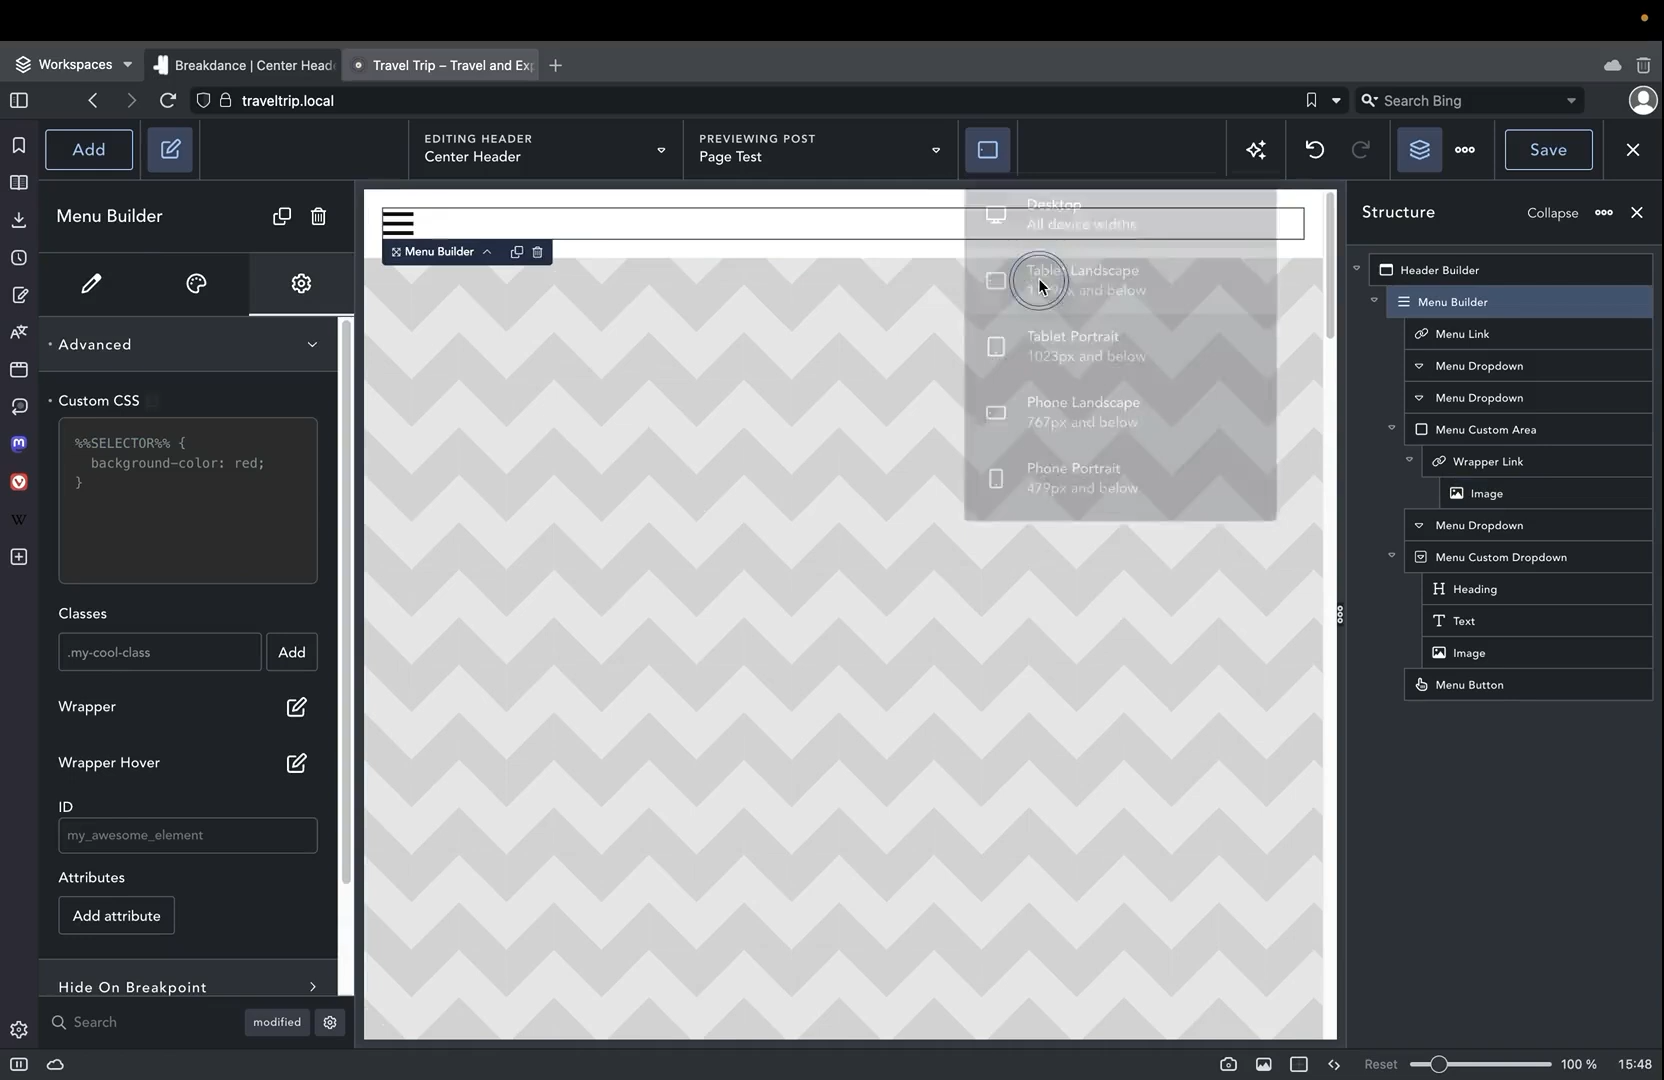 Workspaces
Breakdance | Center Head
Travel Trip – Travel and Exp
traveltrip.local
Search Bing
Add
EDITING HEADER
Center Header
PREVIEWING POST
Page Test
Save
Menu Builder
Advanced
Custom CSS
%%SELECTOR%% {
background-color: red;
}
Classes
.my-cool-class
Add
Wrapper
Wrapper Hover
ID
my_awesome_element
Attributes
Add attribute
Hide On Breakpoint
Search
modified
Menu Builder
Desktop
All device widths
Tablet Landscape
and below
Tablet Portrait
1023px and below
Phone Landscape
767px and below
Phone Portrait
479px and below
Structure
Collapse
Header Builder
Menu Builder
Menu Link
Menu Dropdown
Menu Dropdown
Menu Custom Area
Wrapper Link
Image
Menu Dropdown
Menu Custom Dropdown
Heading
Text
Image
Menu Button
Reset
100 %
15:48